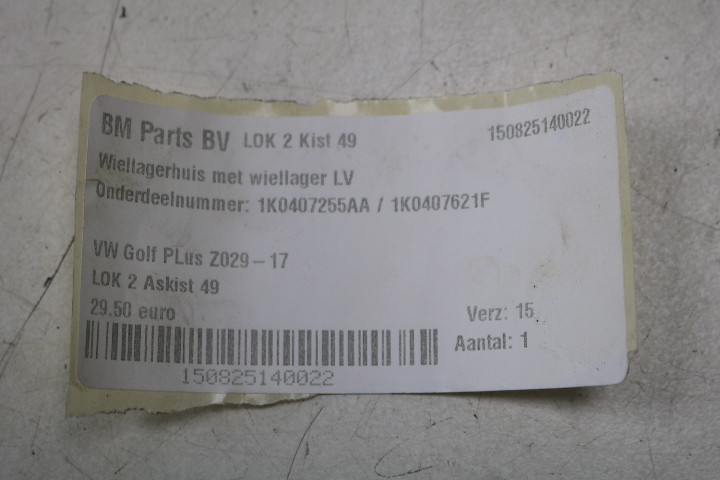 BM Parts BV LOK 2 Kist 49 150825140022
Wiellagerhuis met wiellager LV
Onderdeelnummer: 1K0407255AA / 1K0407621F
VW Golf PLus Z029-17
LOK 2 Askist 49
29.50 euro Verz: 15
Aantal: 1
150825140022